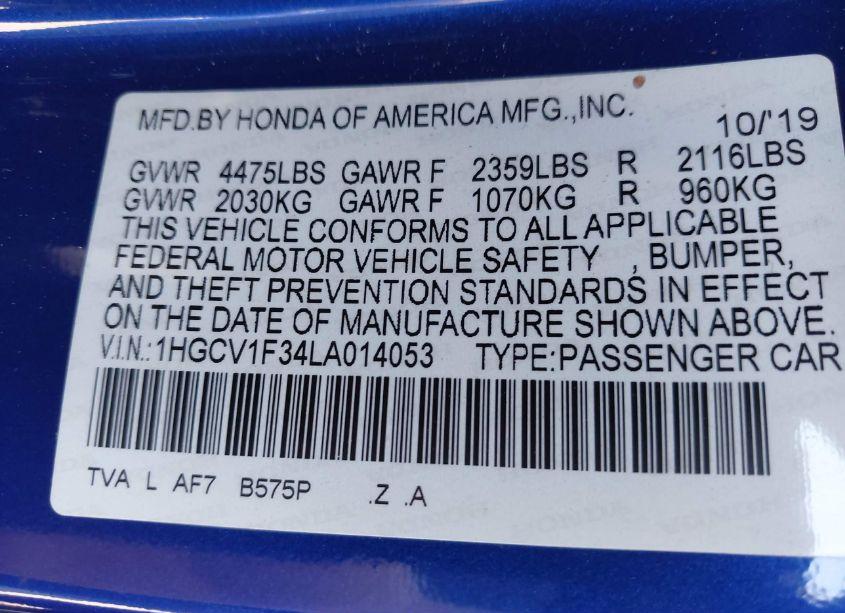 MFD.BY HONDA OF AMERICA MFG.,INC. 10/'19
GVWR 4475LBS GAWR F 2359LBS R 2116LBS
GVWR 2030KG GAWR F 1070KG R 960KG
THIS VEHICLE CONFORMS TO ALL APPLICABLE
FEDERAL MOTOR VEHICLE SAFETY , BUMPER,
AND THEFT PREVENTION STANDARDS IN EFFECT
ON THE DATE OF MANUFACTURE SHOWN ABOVE.
V.I.N.:1HGCV1F34LA014053 TYPE:PASSENGER CAR
TVA L AF7 B575P .Z .A